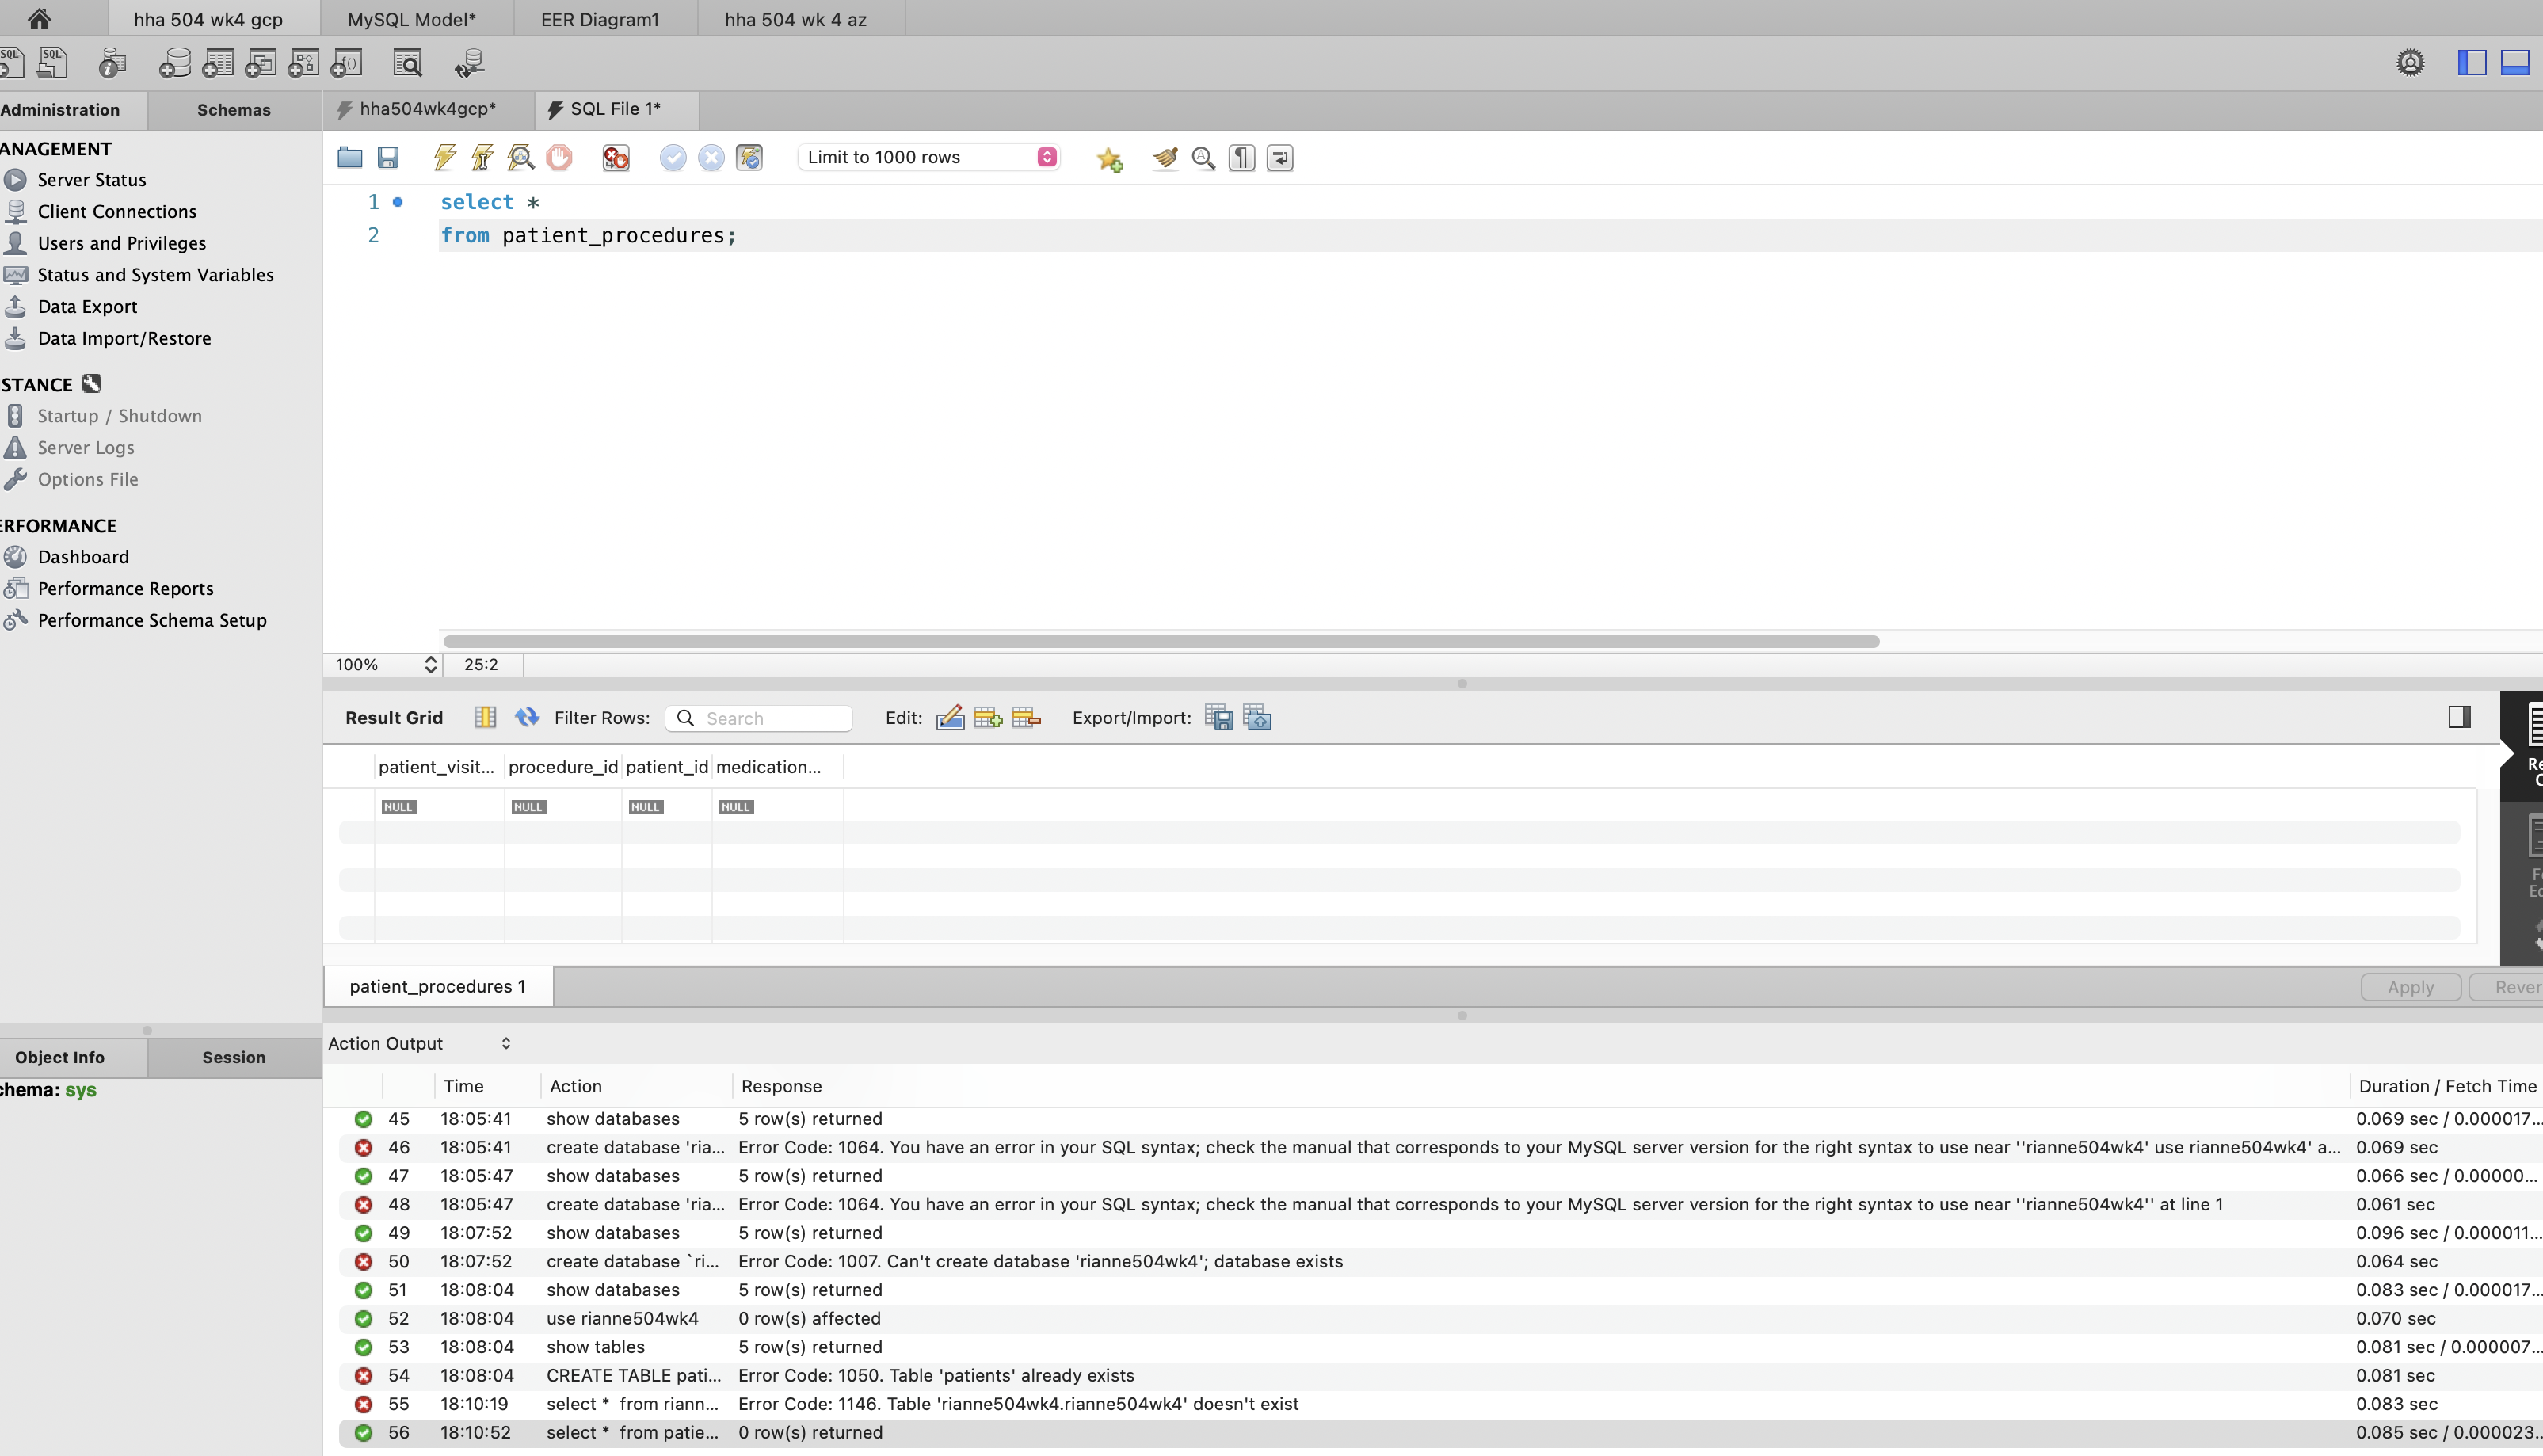 hha 504 wk4 gcp MySQL Model* EER Diagram1 hha 504 wk 4 az
SQL SQL
Administration Schemas hha504wk4gcp* SQL File 1*
ANAGEMENT
Server Status
Client Connections
Users and Privileges
Status and System Variables
Data Export
Data Import/Restore
STANCE
Startup / Shutdown
Server Logs
Options File
ERFORMANCE
Dashboard
Performance Reports
Performance Schema Setup
Limit to 1000 rows
1 select *
2 from patient_procedures;
100% 25:2
Result Grid Filter Rows: Search Edit: Export/Import:
patient_visit... procedure_id patient_id medication...
NULL NULL NULL NULL
patient_procedures 1 Apply Rever
Object Info Session
chema: sys
Action Output
Time Action Response Duration / Fetch Time
45 18:05:41 show databases 5 row(s) returned 0.069 sec / 0.000017...
46 18:05:41 create database 'ria... Error Code: 1064. You have an error in your SQL syntax; check the manual that corresponds to your MySQL server version for the right syntax to use near ''rianne504wk4' use rianne504wk4' a... 0.069 sec
47 18:05:47 show databases 5 row(s) returned 0.066 sec / 0.00000...
48 18:05:47 create database 'ria... Error Code: 1064. You have an error in your SQL syntax; check the manual that corresponds to your MySQL server version for the right syntax to use near ''rianne504wk4'' at line 1 0.061 sec
49 18:07:52 show databases 5 row(s) returned 0.096 sec / 0.000011...
50 18:07:52 create database `ri... Error Code: 1007. Can't create database 'rianne504wk4'; database exists 0.064 sec
51 18:08:04 show databases 5 row(s) returned 0.083 sec / 0.000017...
52 18:08:04 use rianne504wk4 0 row(s) affected 0.070 sec
53 18:08:04 show tables 5 row(s) returned 0.081 sec / 0.000007...
54 18:08:04 CREATE TABLE pati... Error Code: 1050. Table 'patients' already exists 0.081 sec
55 18:10:19 select * from riann... Error Code: 1146. Table 'rianne504wk4.rianne504wk4' doesn't exist 0.083 sec
56 18:10:52 select * from patie... 0 row(s) returned 0.085 sec / 0.000023...